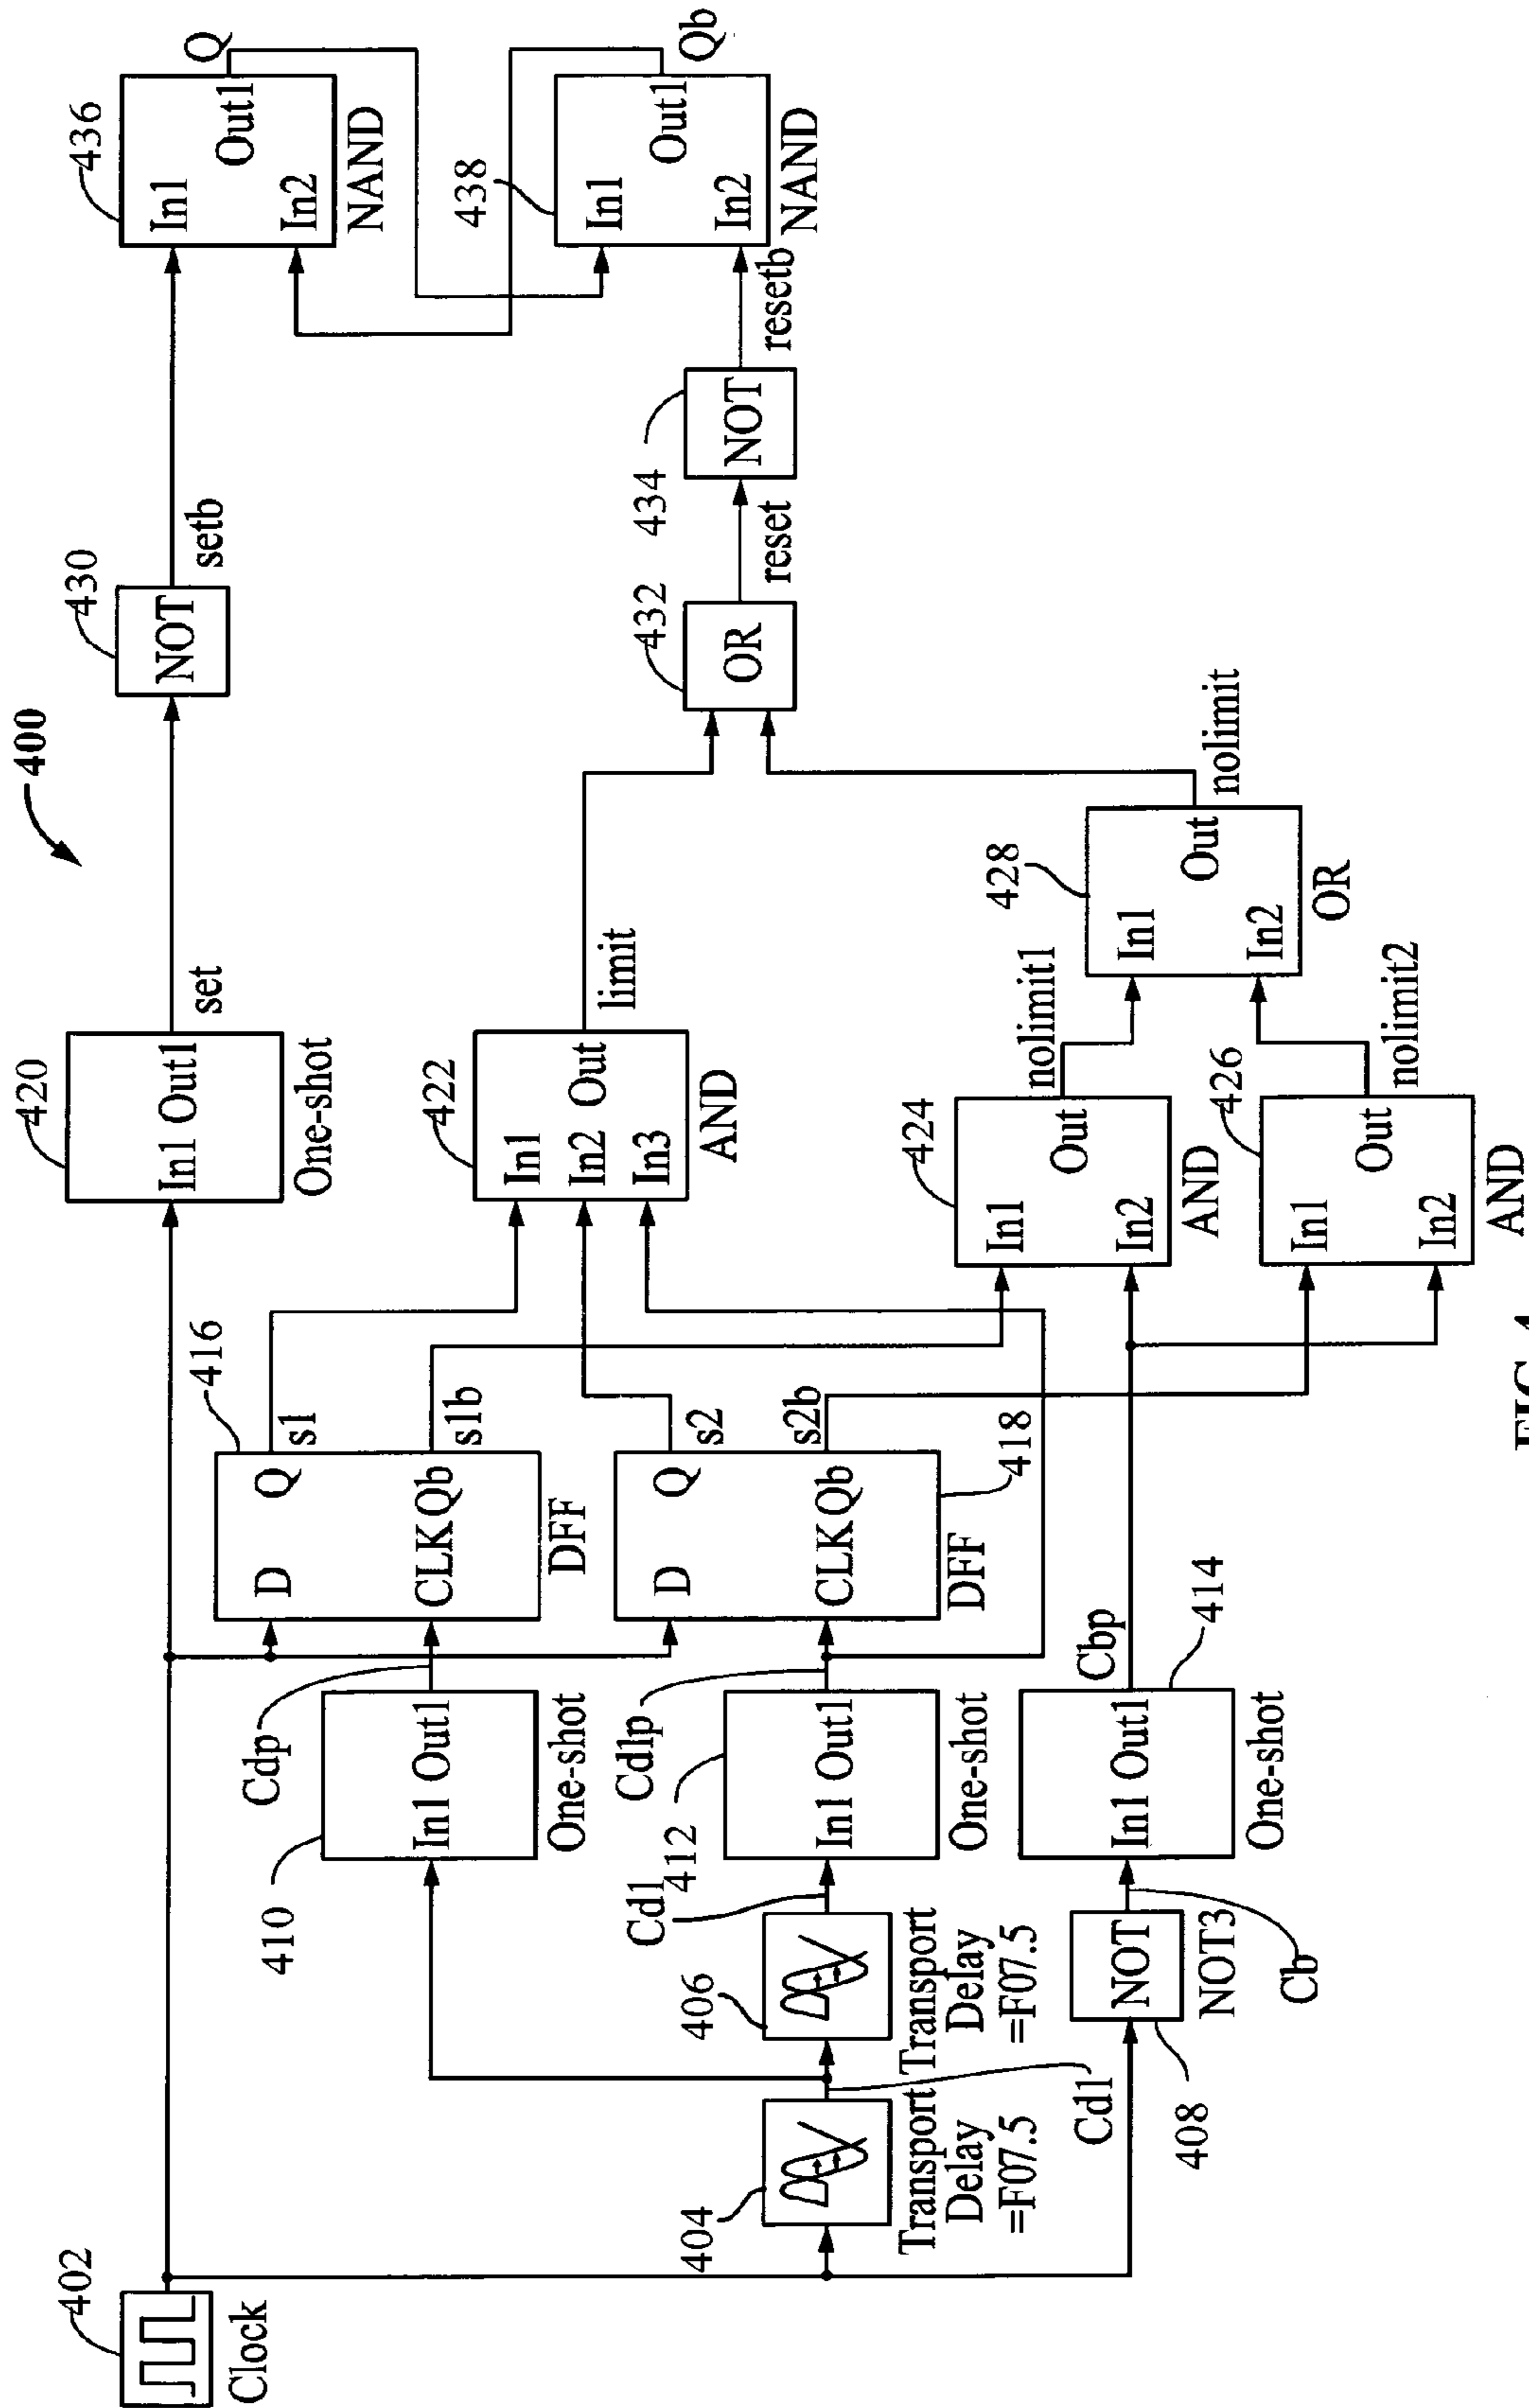 400
402
Clock
404
Transport
Delay
=F07.5
Cd1
406
Transport
Delay
=F07.5
Cd1
408
NOT
NOT3
Cb
410
In1 Out1
One-shot
Cdp
412
In1 Out1
One-shot
Cdlp
414
In1 Out1
One-shot
Cbp
416
D Q
CLK Qb
DFF
s1
s1b
418
D Q
CLK Qb
DFF
s2
s2b
420
In1 Out1
One-shot
set
422
In1
In2 Out
In3
AND
limit
424
In1
Out
In2
AND
nolimit1
426
In1
Out
In2
AND
nolimit2
428
In1
Out
In2
OR
nolimit
430
NOT
setb
432
OR
reset
434
NOT
resetb
436
In1
Out1
In2
NAND
Q
438
In1
Out1
In2
NAND
Qb